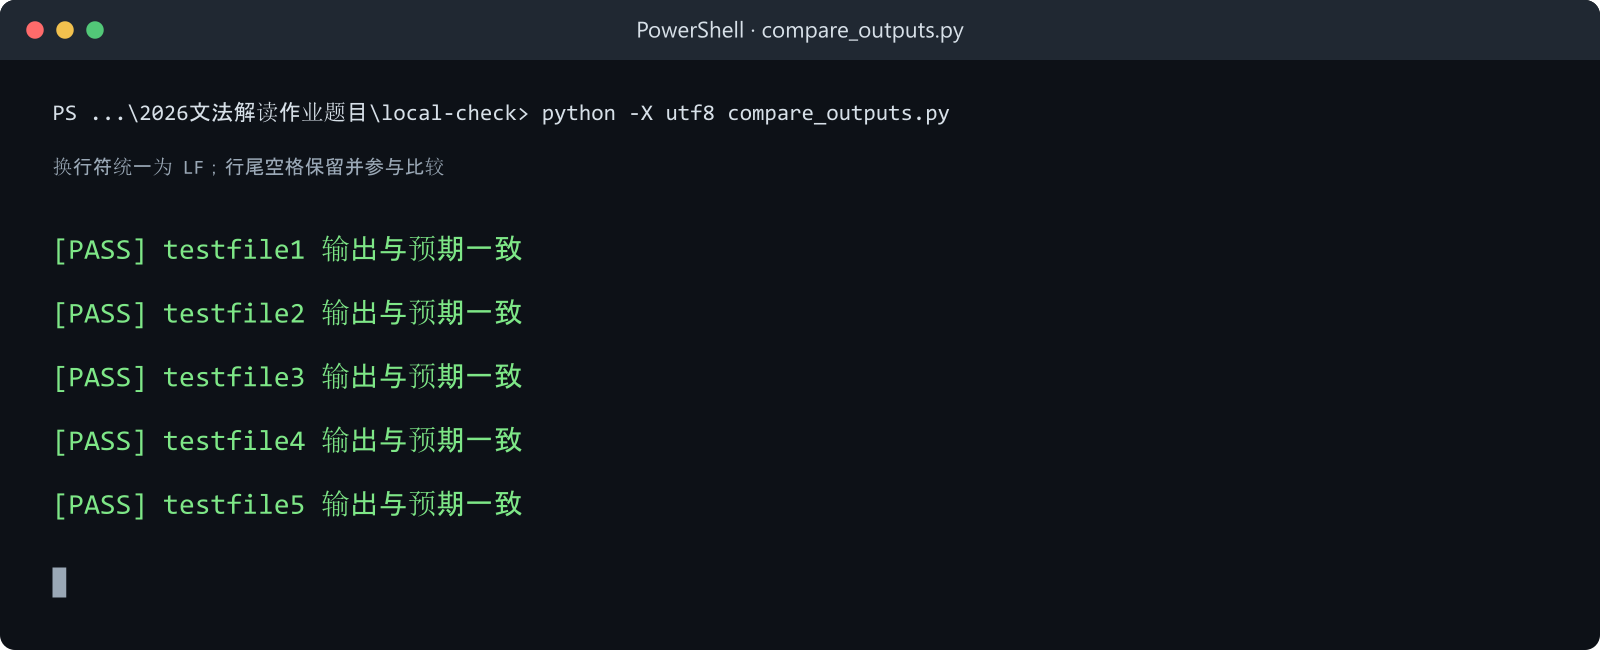 PowerShell · compare_outputs.py
PS ...\2026文法解读作业题目\local-check> python -X utf8 compare_outputs.py
换行符统一为 LF；行尾空格保留并参与比较
[PASS] testfile1 输出与预期一致
[PASS] testfile2 输出与预期一致
[PASS] testfile3 输出与预期一致
[PASS] testfile4 输出与预期一致
[PASS] testfile5 输出与预期一致